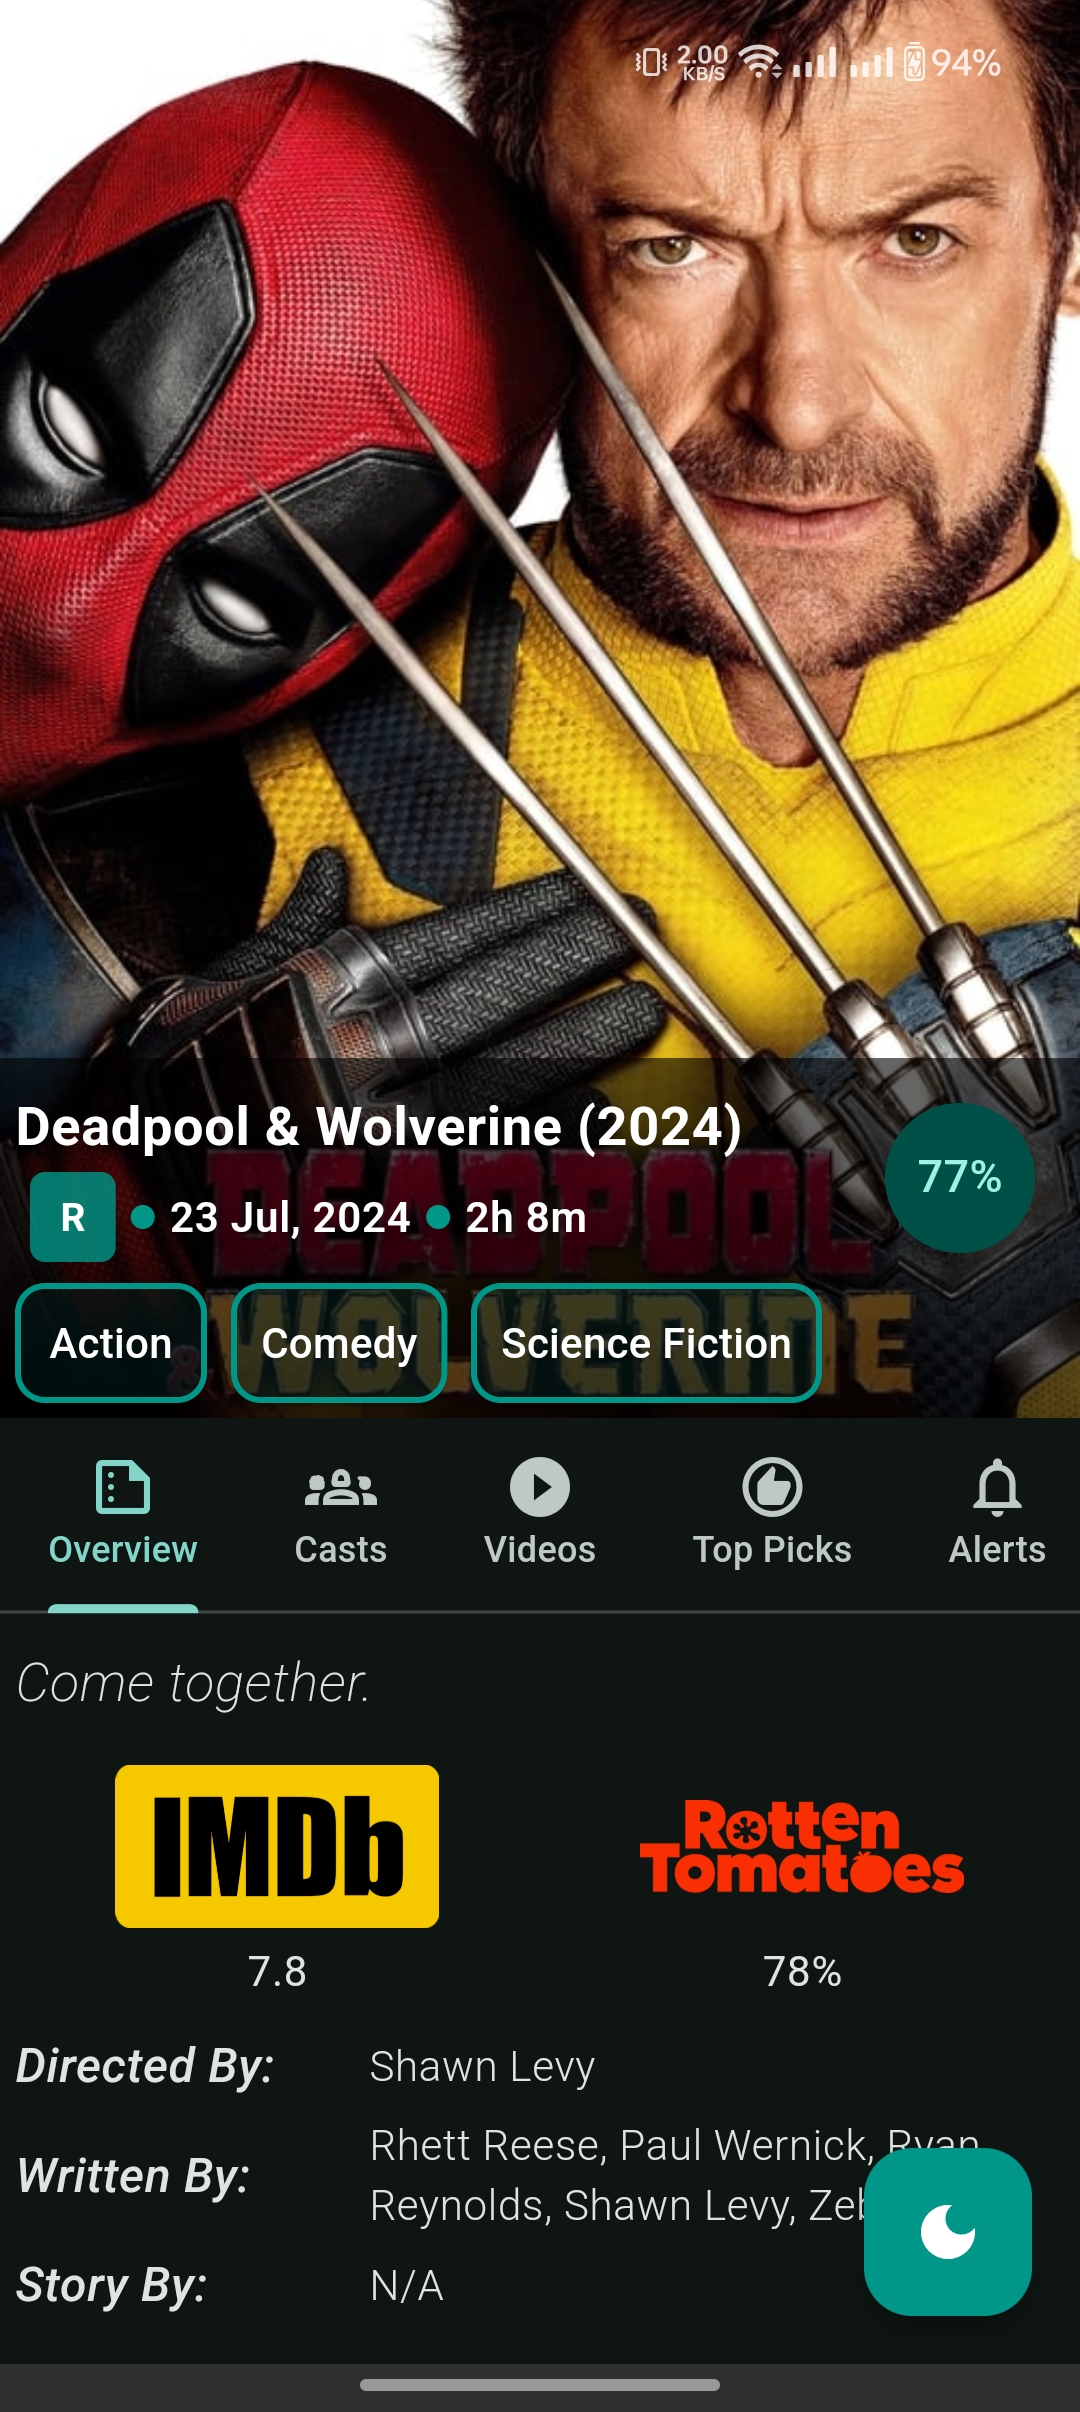 2.00
KB/S
94%
Deadpool & Wolverine (2024)
77%
DEADPOOL
R 23 Jul, 2024 2h 8m
& WOLVERINE
Action Comedy Science Fiction
Overview Casts Videos Top Picks Alerts
Come together.
IMDb
Rotten
Tomatoes
7.8 78%
Directed By: Shawn Levy
Written By: Rhett Reese, Paul Wernick, Ryan
Reynolds, Shawn Levy,
Story By: N/A